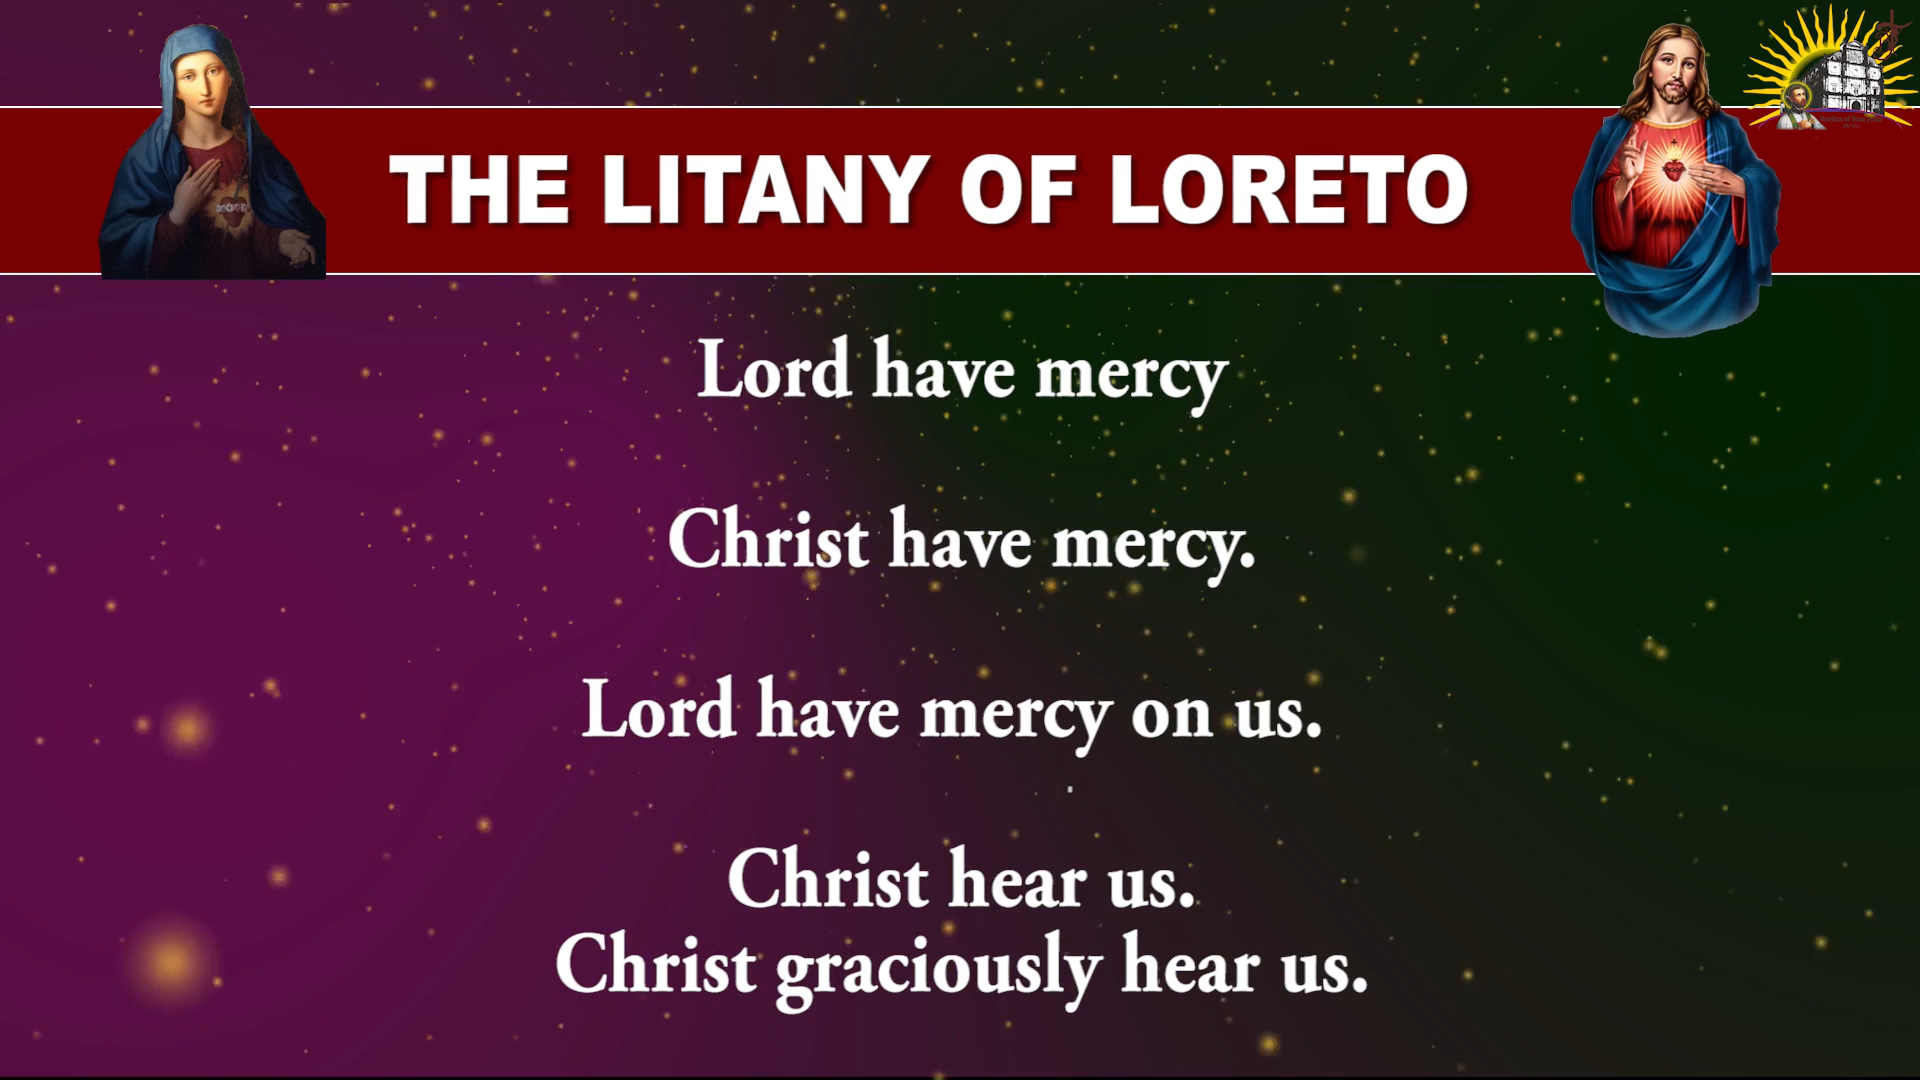 THE LITANY OF LORETO
Lord have mercy
Christ have mercy.
Lord have mercy on us.
Christ hear us.
Christ graciously hear us.